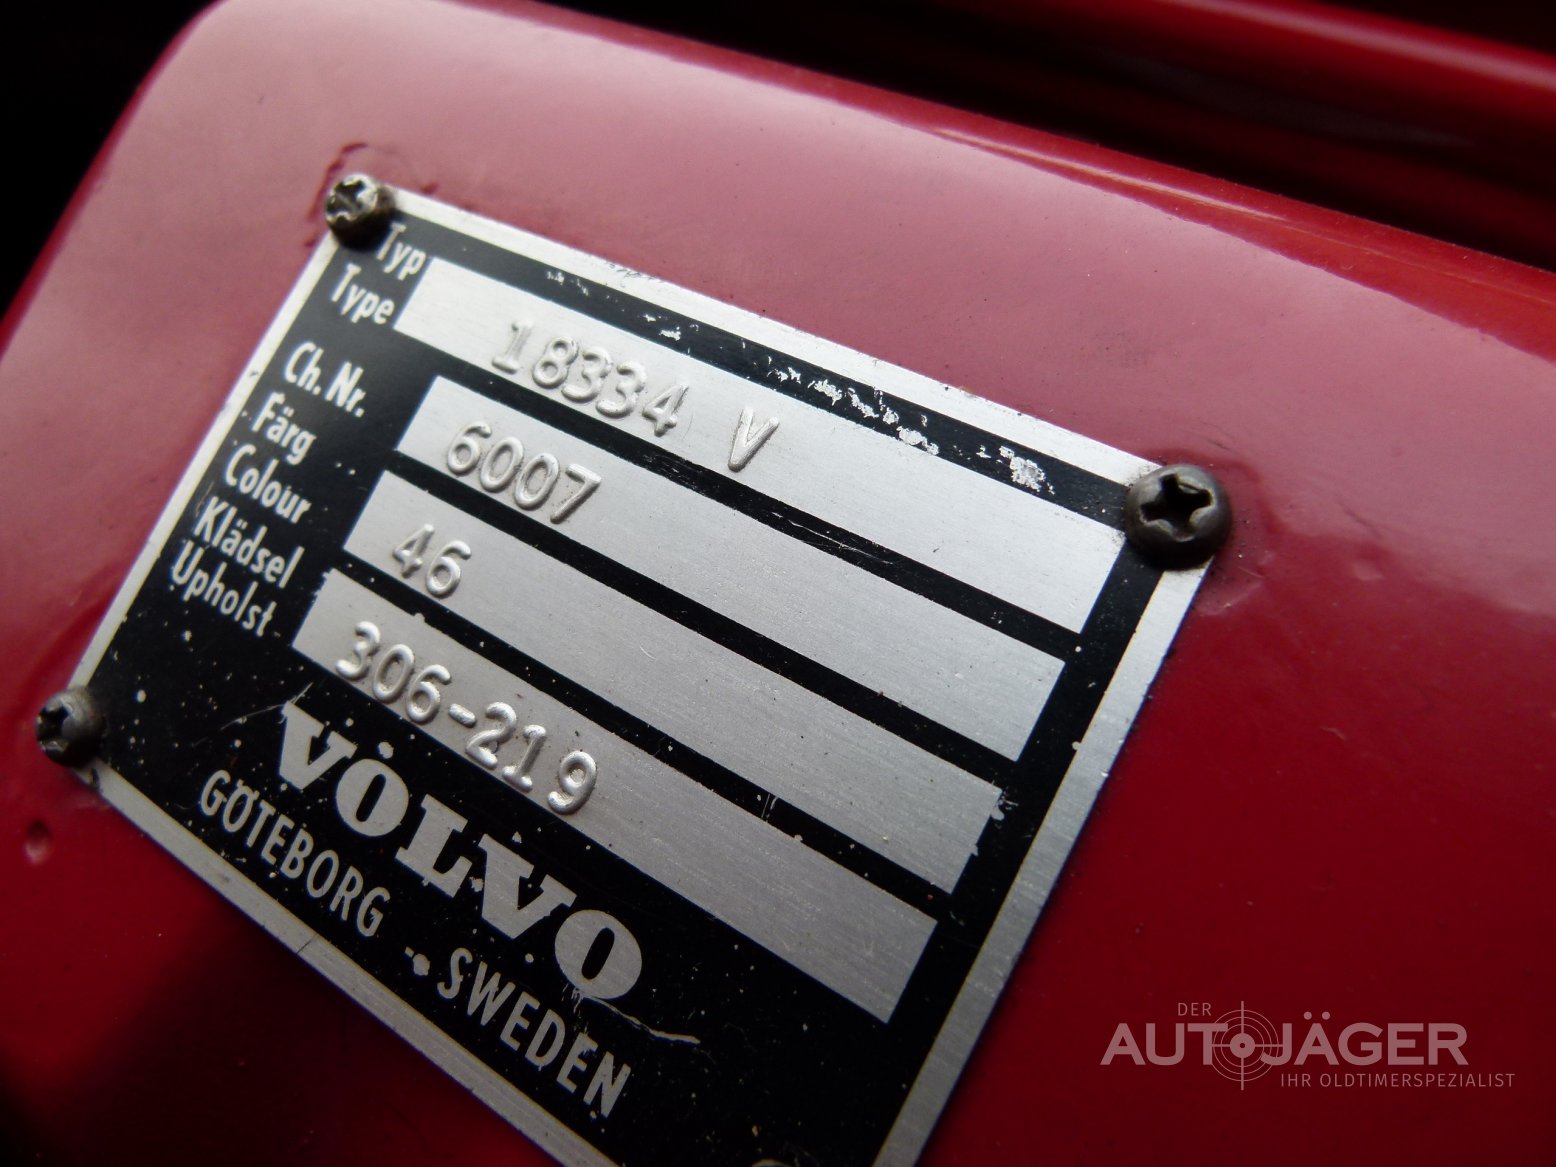 Typ
Type 18334 V
Ch. Nr. 6007
Färg
Colour 46
Klädsel
Upholst 306-219
VOLVO
GÖTEBORG - SWEDEN
DER
AUTOJÄGER
IHR OLDTIMERSPEZIALIST